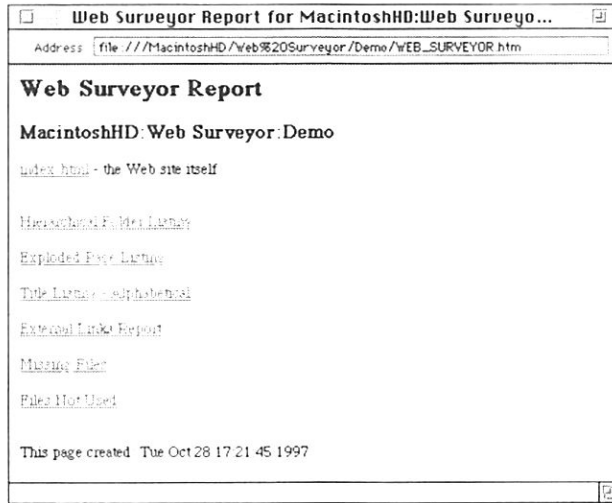 Web Surveyor Report for MacintoshHD:Web Surveyo...
Address file:///MacintoshHD/Web%20Surveyor/Demo/WEB_SURVEYOR.htm
Web Surveyor Report
MacintoshHD:Web Surveyor:Demo
index.html - the Web site itself
Hierarchical Folder Listing
Exploded Page Listing
Title Listing - alphabetical
External Links Report
Missing Files
Files Not Used
This page created Tue Oct 28 17 21 45 1997